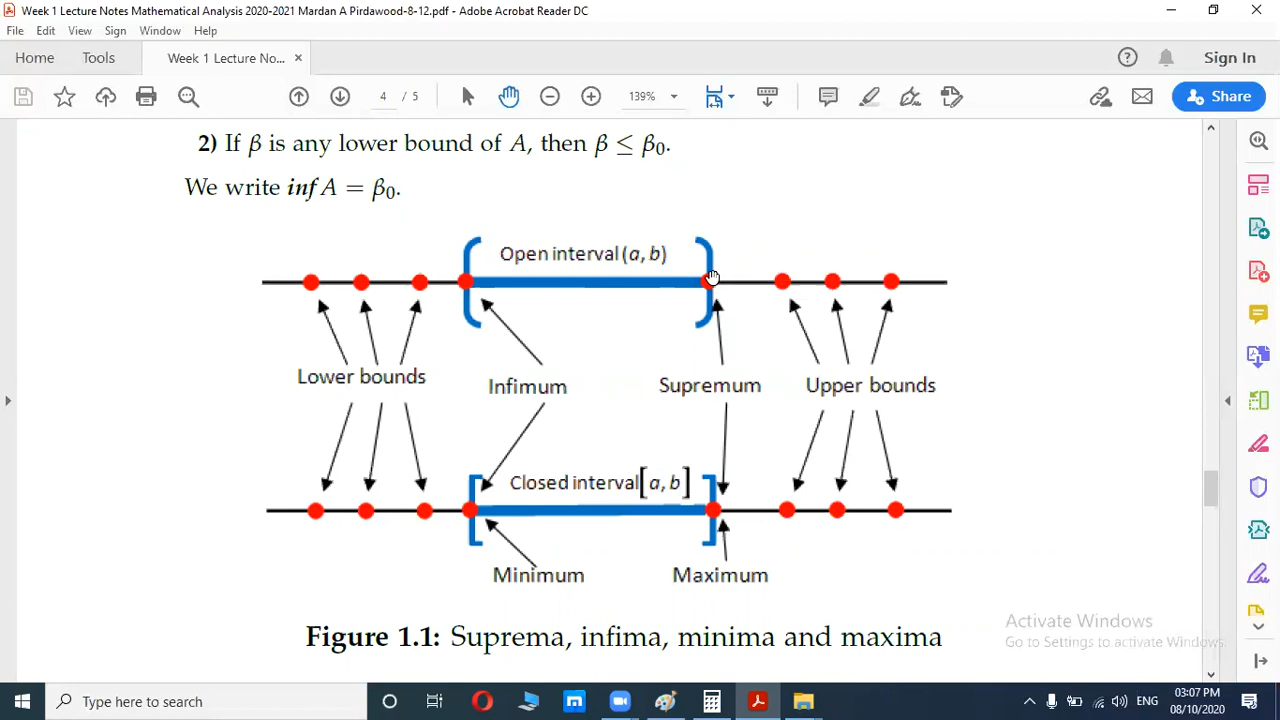 Week 1 Lecture Notes Mathematical Analysis 2020-2021 Mardan A Pirdawood-8-12.pdf - Adobe Acrobat Reader DC
File Edit View Sign Window Help
Home Tools Week 1 Lecture No... × Sign In
4 / 5 139% Share
2) If β is any lower bound of A, then β ≤ β₀.
We write inf A = β₀.
Open interval (a, b)
Lower bounds Infimum Supremum Upper bounds
Closed interval [a, b]
Minimum Maximum
Figure 1.1: Suprema, infima, minima and maxima
Activate Windows
Go to Settings to activate Windows.
Type here to search ENG 03:07 PM
08/10/2020